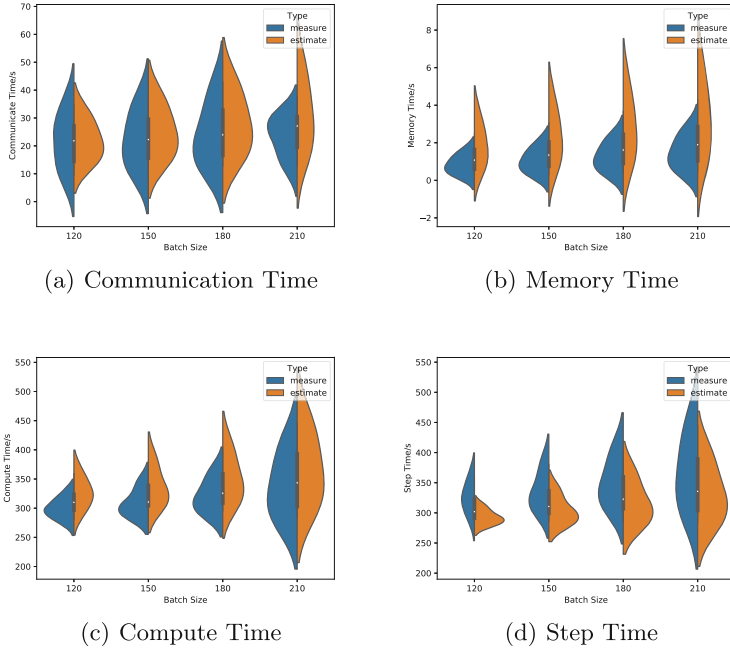 Type
measure
estimate
Communicate Time/s
70
60
50
40
30
20
10
0
120 150 180 210
Batch Size
(a) Communication Time
Type
measure
estimate
Memory Time/s
8
6
4
2
0
−2
120 150 180 210
Batch Size
(b) Memory Time
Type
measure
estimate
Compute Time/s
550
500
450
400
350
300
250
200
120 150 180 210
Batch Size
(c) Compute Time
Type
measure
estimate
Step Time/s
550
500
450
400
350
300
250
200
120 150 180 210
Batch Size
(d) Step Time